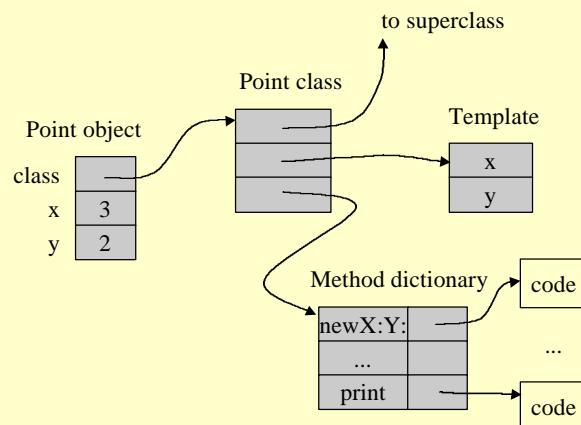 to superclass
Point class
Point object
Template
class
x
3
y
2
x
y
Method dictionary
newX:Y:
...
print
code
...
code